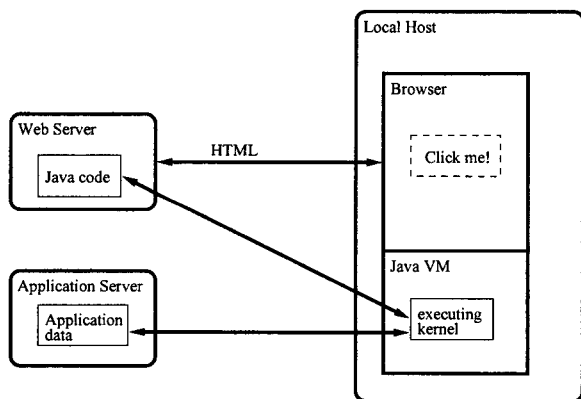 Local Host
Browser
Web Server
HTML
Click me!
Java code
Java VM
Application Server
Application
data
executing
kernel